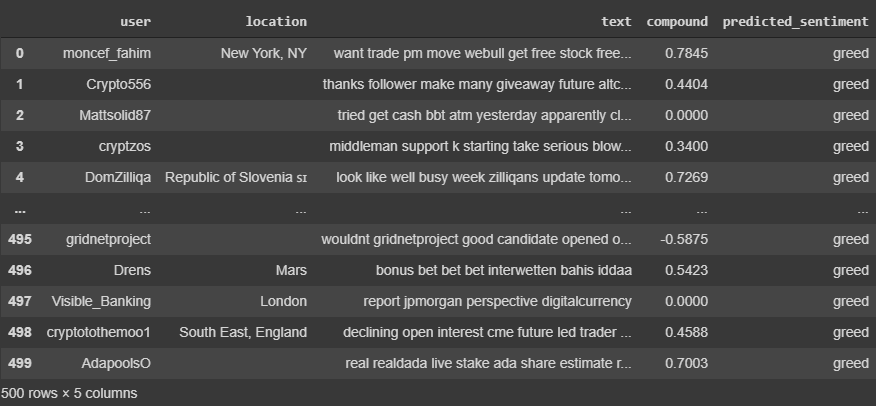 user location text compound predicted_sentiment
0 moncef_fahim New York, NY want trade pm move webull get free stock free... 0.7845 greed
1 Crypto556 thanks follower make many giveaway future altc... 0.4404 greed
2 Mattsolid87 tried get cash bbt atm yesterday apparently cl... 0.0000 greed
3 cryptzos middleman support k starting take serious blow... 0.3400 greed
4 DomZilliqa Republic of Slovenia sɪ look like well busy week zilliqans update tomo... 0.7269 greed
... ... ... ... ... ...
495 gridnetproject wouldnt gridnetproject good candidate opened o... -0.5875 greed
496 Drens Mars bonus bet bet bet interwetten bahis iddaa 0.5423 greed
497 Visible_Banking London report jpmorgan perspective digitalcurrency 0.0000 greed
498 cryptotothemoo1 South East, England declining open interest cme future led trader ... 0.4588 greed
499 AdapoolsO real realdada live stake ada share estimate r... 0.7003 greed
500 rows × 5 columns